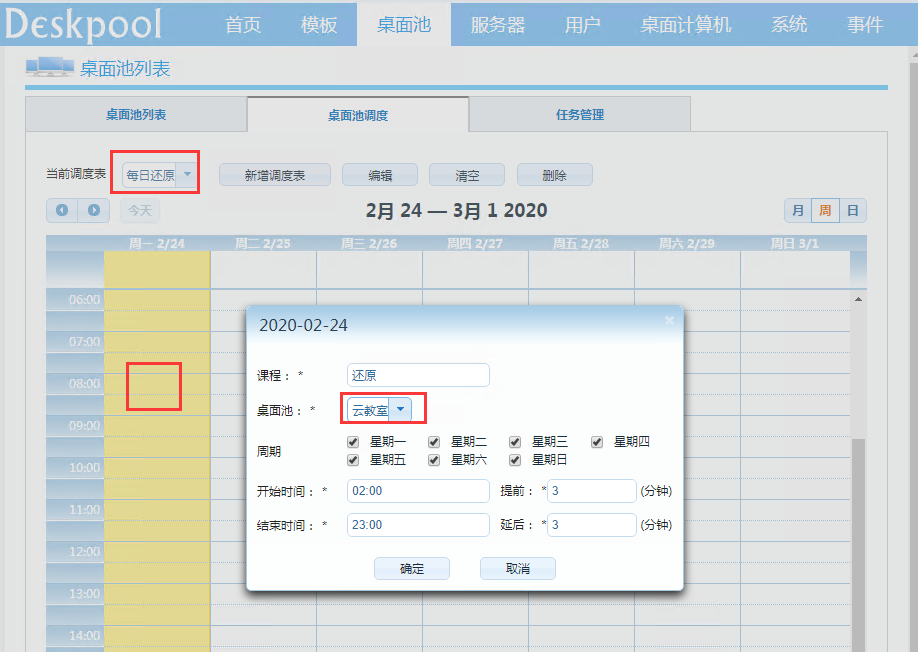 Deskpool 首页 模板 桌面池 服务器 用户 桌面计算机 系统 事件
桌面池列表
桌面池列表 桌面池调度 任务管理
当前调度表 每日还原 新增调度表 编辑 清空 删除
今天 2月 24 — 3月 1 2020 月 周 日
周一 2/24 周二 2/25 周三 2/26 周四 2/27 周五 2/28 周六 2/29 周日 3/1
06:00
07:00
08:00
09:00
10:00
11:00
12:00
13:00
14:00
2020-02-24
课程： * 还原
桌面池： * 云教室
周期 星期一 星期二 星期三 星期四
星期五 星期六 星期日
开始时间： * 02:00 提前： * 3 (分钟)
结束时间： * 23:00 延后： * 3 (分钟)
确定 取消